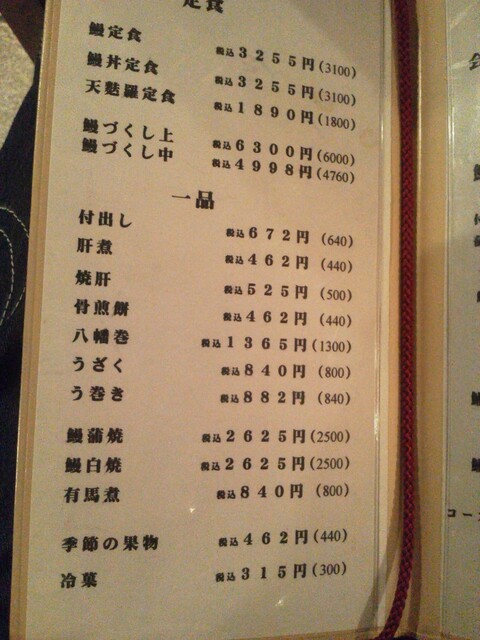 定食
鰻定食 税込3255円(3100)
鰻丼定食 税込3255円(3100)
天麩羅定食 税込1890円(1800)
鰻づくし上 税込6300円(6000)
鰻づくし中 税込4998円(4760)
一品
付出し 税込672円(640)
肝煮 税込462円(440)
焼肝 税込525円(500)
骨煎餅 税込462円(440)
八幡巻 税込1365円(1300)
うざく 税込840円(800)
う巻き 税込882円(840)
鰻蒲焼 税込2625円(2500)
鰻白焼 税込2625円(2500)
有馬煮 税込840円(800)
季節の果物 税込462円(440)
冷菓 税込315円(300)
コー